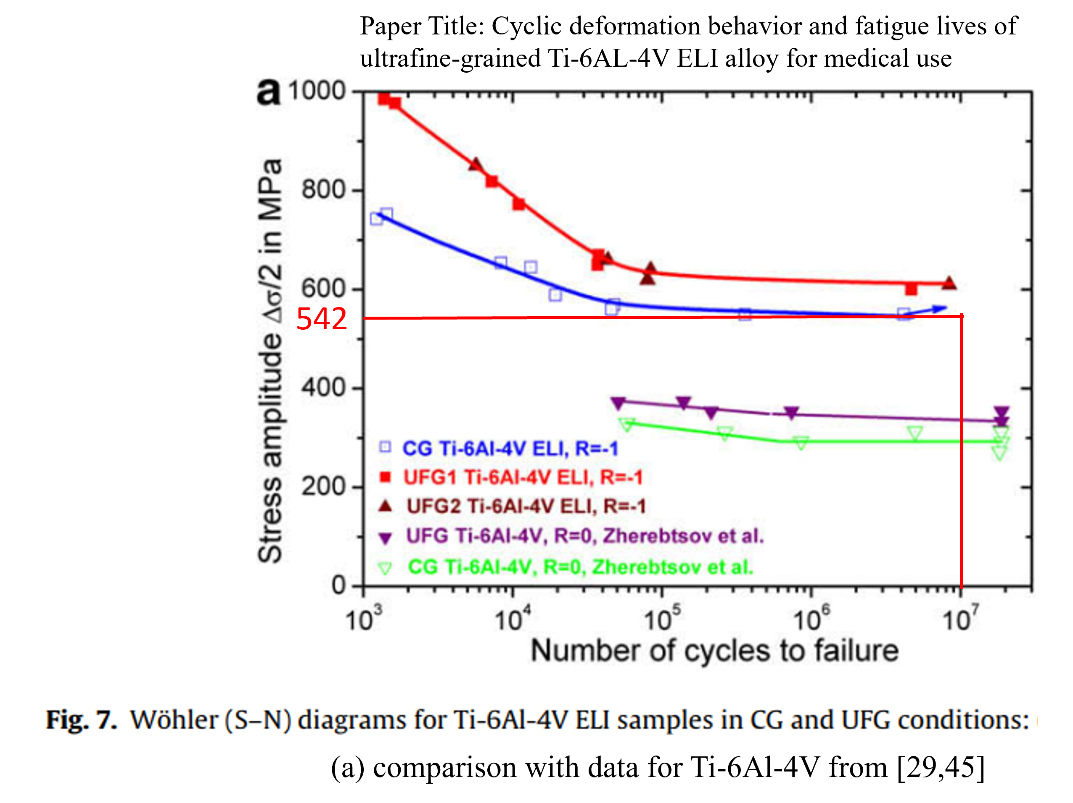 Paper Title: Cyclic deformation behavior and fatigue lives of
ultrafine-grained Ti-6AL-4V ELI alloy for medical use
a
1000
800
600
542
400
200
0
Stress amplitude Δσ/2 in MPa
CG Ti-6Al-4V ELI, R=-1
UFG1 Ti-6Al-4V ELI, R=-1
UFG2 Ti-6Al-4V ELI, R=-1
UFG Ti-6Al-4V, R=0, Zherebtsov et al.
CG Ti-6Al-4V, R=0, Zherebtsov et al.
10³ 10⁴ 10⁵ 10⁶ 10⁷
Number of cycles to failure
Fig. 7. Wöhler (S–N) diagrams for Ti-6Al-4V ELI samples in CG and UFG conditions:
(a) comparison with data for Ti-6Al-4V from [29,45]